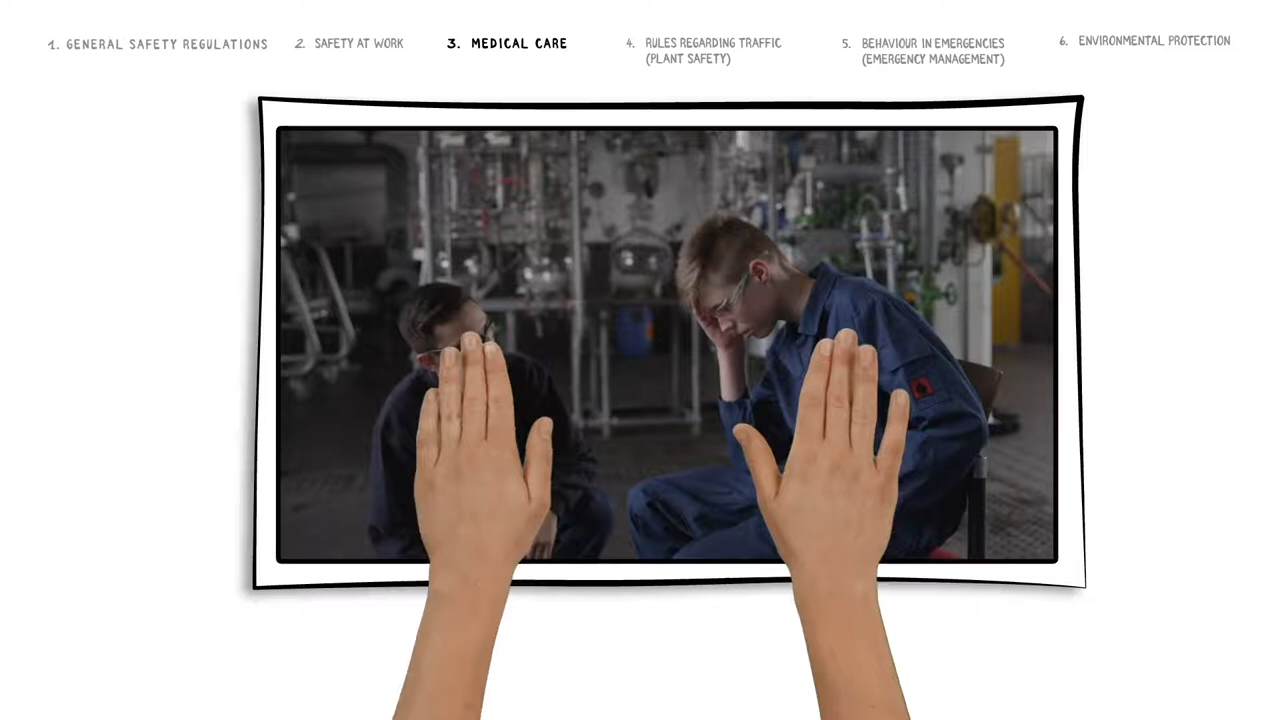 1. GENERAL SAFETY REGULATIONS
2. SAFETY AT WORK
3. MEDICAL CARE
4. RULES REGARDING TRAFFIC
(PLANT SAFETY)
5. BEHAVIOUR IN EMERGENCIES
(EMERGENCY MANAGEMENT)
6. ENVIRONMENTAL PROTECTION